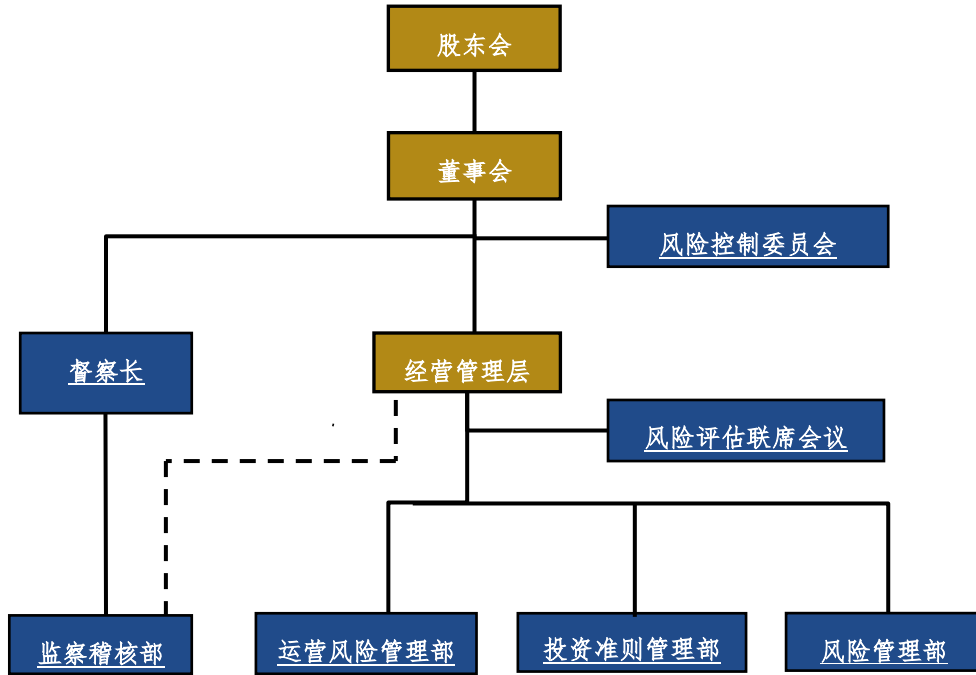 股东会
董事会
风险控制委员会
督察长
经营管理层
风险评估联席会议
监察稽核部
运营风险管理部
投资准则管理部
风险管理部